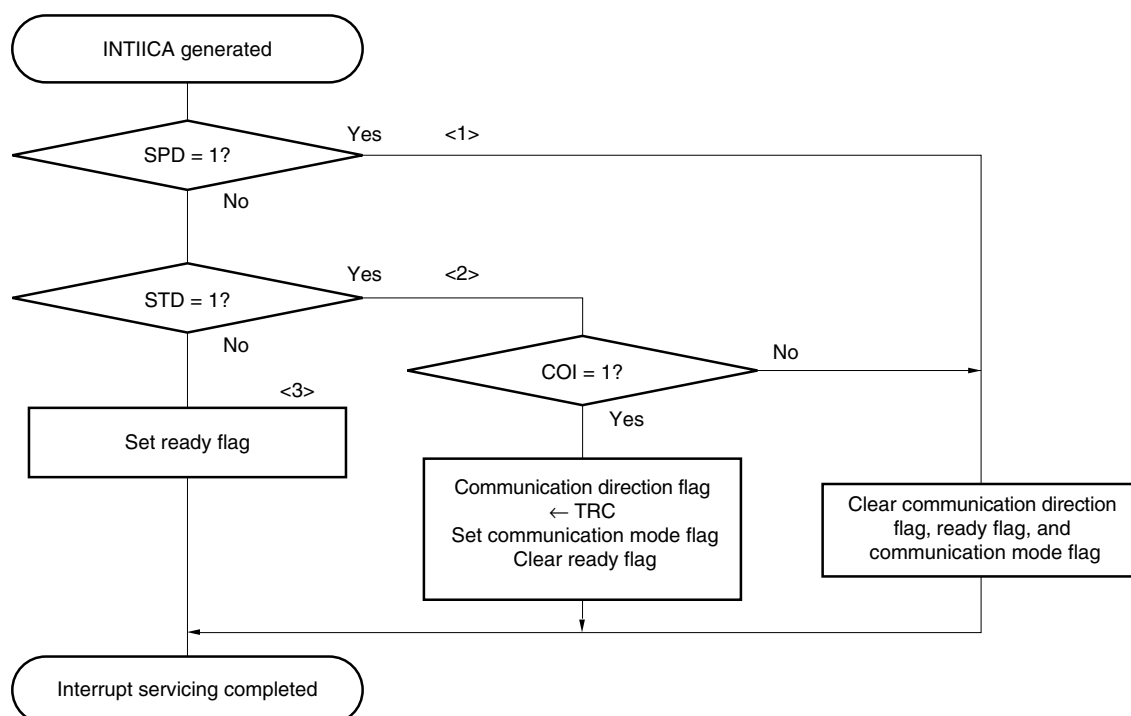 INTIICA generated
Yes
<1>
SPD = 1?
No
Yes
<2>
STD = 1?
No
No
COI = 1?
<3>
Yes
Set ready flag
Communication direction flag
← TRC
Set communication mode flag
Clear ready flag
Clear communication direction
flag, ready flag, and
communication mode flag
Interrupt servicing completed